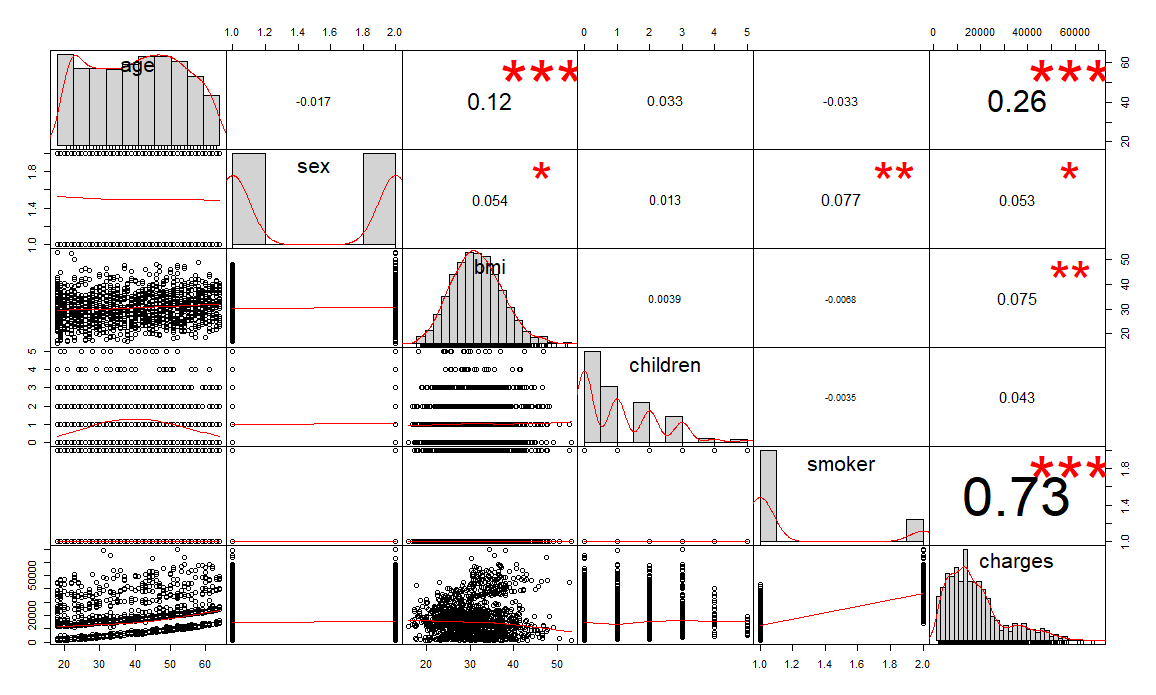 1.0 1.2 1.4 1.6 1.8 2.0 0 1 2 3 4 5 0 20000 40000 60000
age -0.017 *** 0.12 0.033 -0.033 *** 0.26 20 40 60
1.0 1.4 1.8 sex * 0.054 0.013 ** 0.077 * 0.053
bmi 0.0039 -0.0068 ** 0.075 20 30 40 50
0 1 2 3 4 5 children -0.0035 0.043
smoker *** 0.73 1.0 1.4 1.8
0 20000 50000 charges
20 30 40 50 60 20 30 40 50 1.0 1.2 1.4 1.6 1.8 2.0